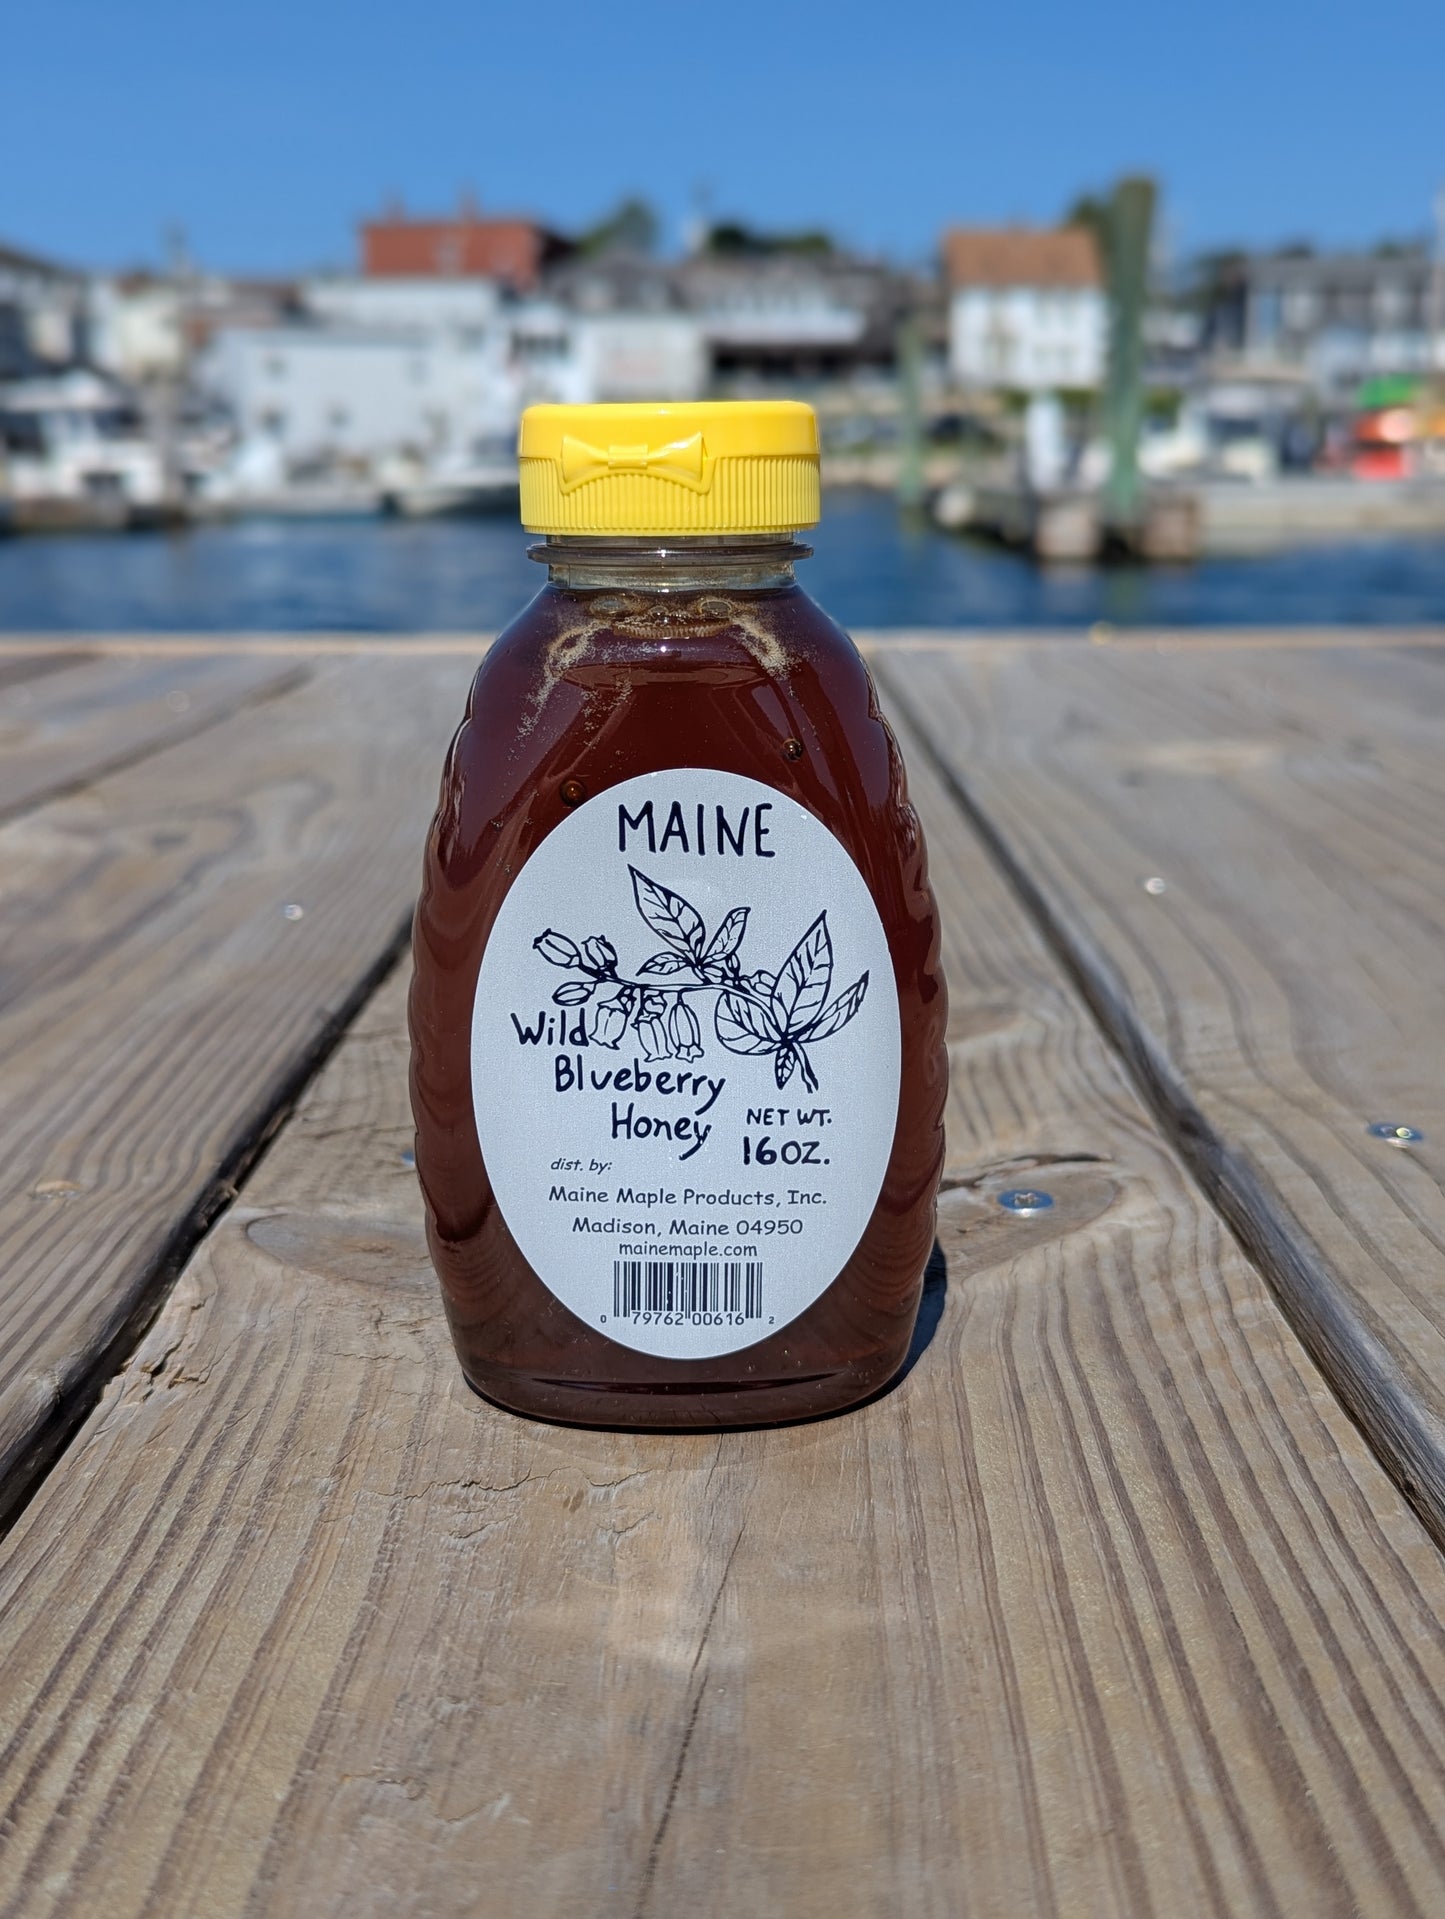 MAINE
Wild
Blueberry
Honey
NET WT.
16OZ.
dist. by:
Maine Maple Products, Inc.
Madison, Maine 04950
mainemaple.com
0 79762 00616 2